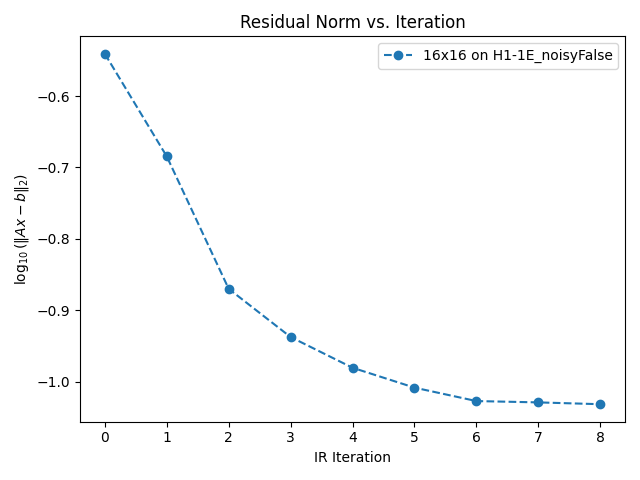 Residual Norm vs. Iteration
16x16 on H1-1E_noisyFalse
log₁₀(‖Ax − b‖₂)
−0.6
−0.7
−0.8
−0.9
−1.0
0 1 2 3 4 5 6 7 8
IR Iteration